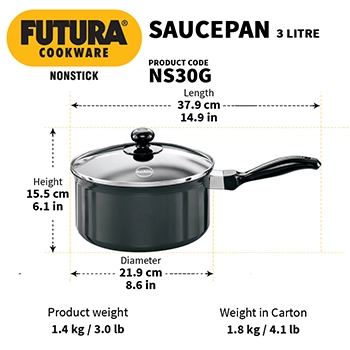 FUTURA®
COOKWARE
NONSTICK
SAUCEPAN 3 LITRE
PRODUCT CODE
NS30G
Length
37.9 cm
14.9 in
Height
15.5 cm
6.1 in
Diameter
21.9 cm
8.6 in
Product weight
1.4 kg / 3.0 lb
Weight in Carton
1.8 kg / 4.1 lb